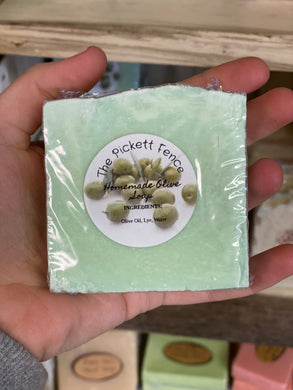 The Pickett Fence
Homemade Olive
Soap
INGREDIENTS:
Olive Oil, Lye, Water